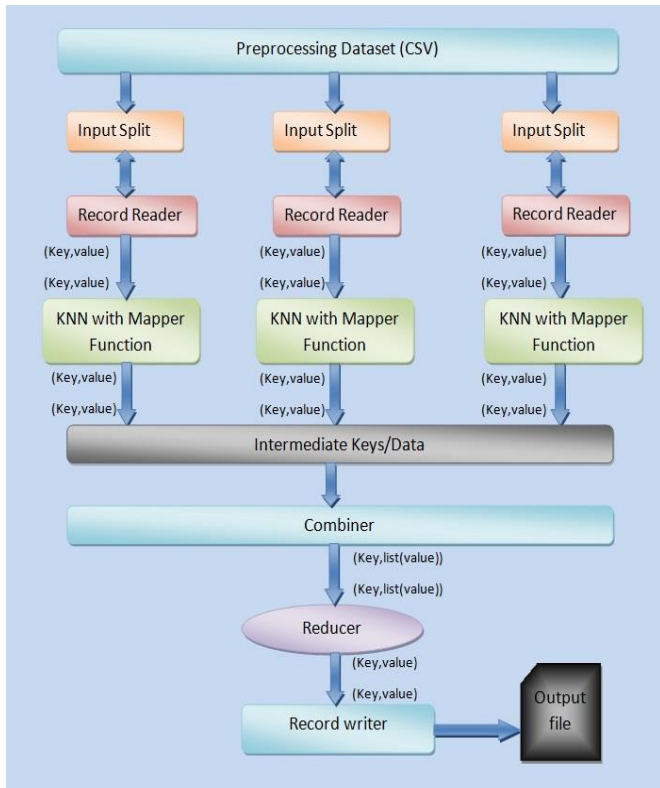 Preprocessing Dataset (CSV)
Input Split
Input Split
Input Split
Record Reader
Record Reader
Record Reader
(Key,value)
(Key,value)
(Key,value)
(Key,value)
(Key,value)
(Key,value)
KNN with Mapper
Function
KNN with Mapper
Function
KNN with Mapper
Function
(Key,value)
(Key,value)
(Key,value)
(Key,value)
(Key,value)
(Key,value)
Intermediate Keys/Data
Combiner
(Key,list(value))
(Key,list(value))
Reducer
(Key,value)
(Key,value)
Record writer
Output
file